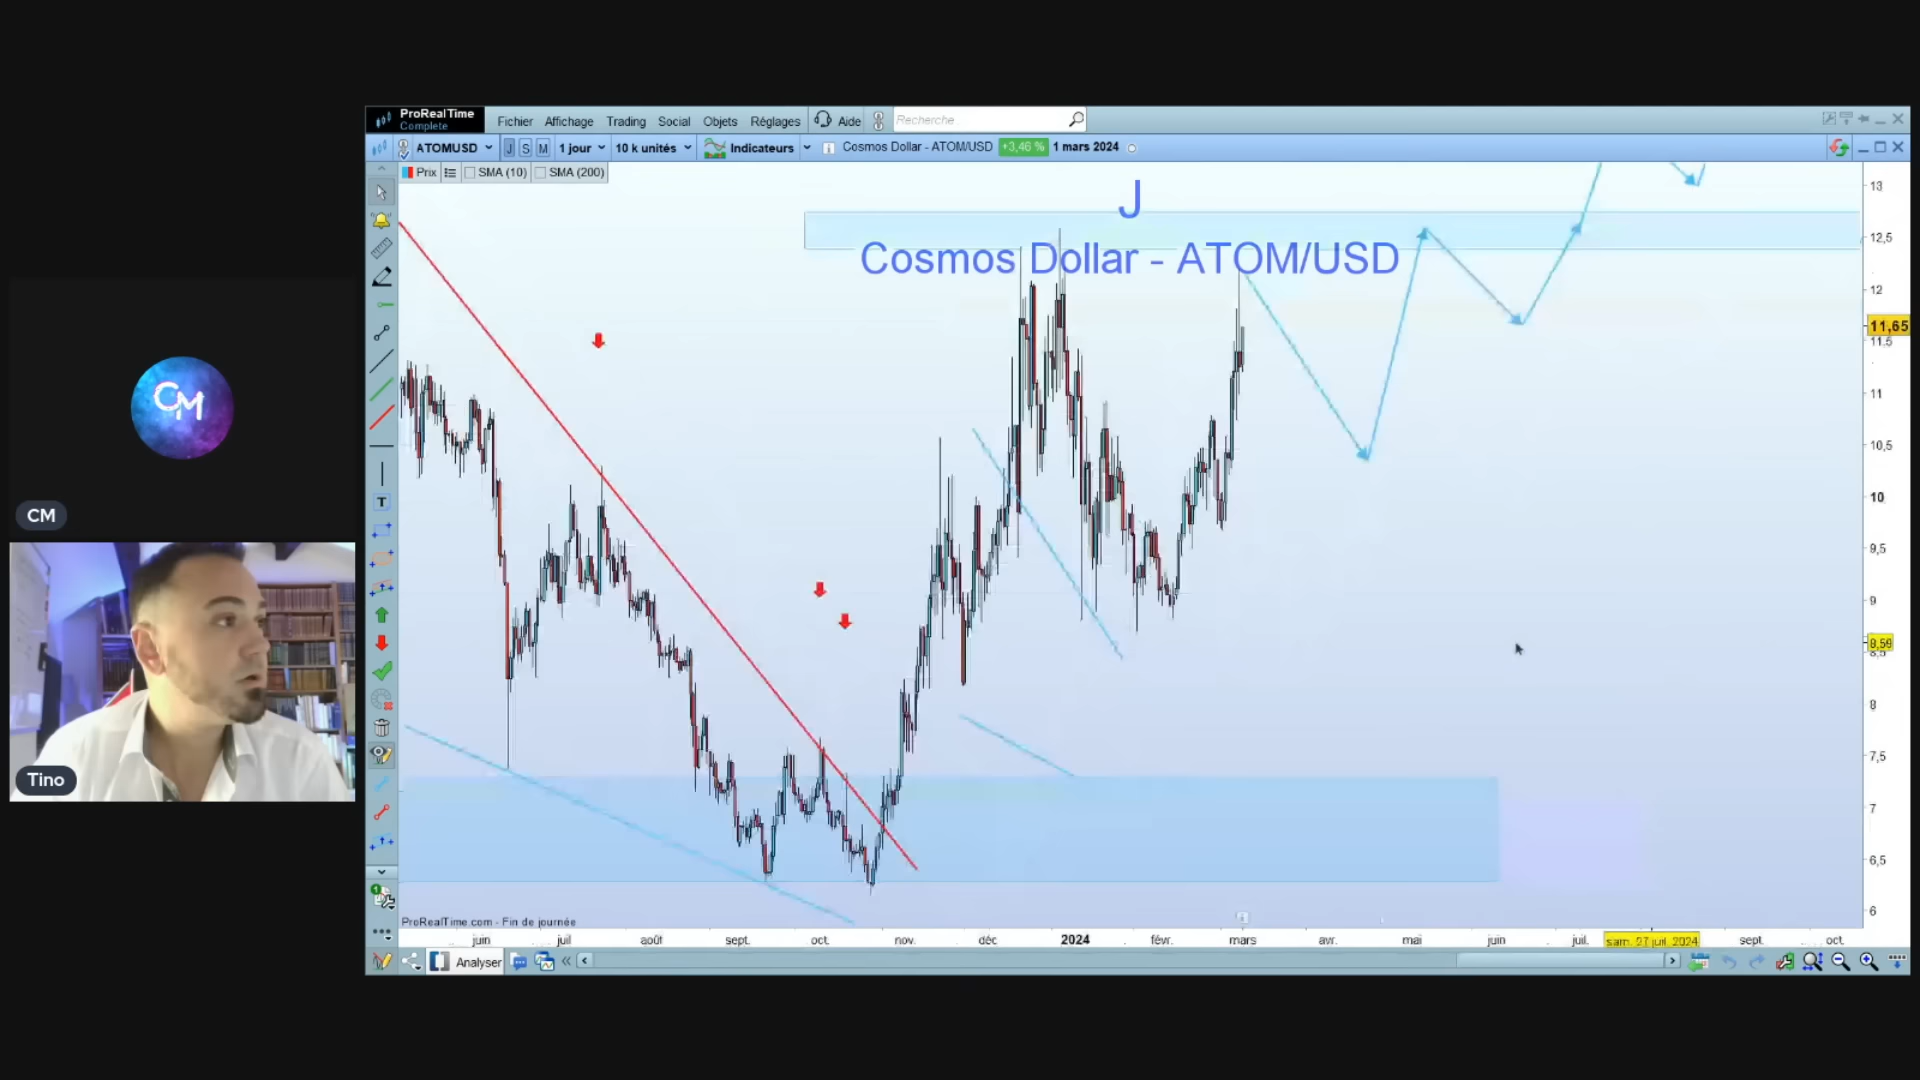 ProRealTime
Complete
Fichier Affichage Trading Social Objets Réglages Aide Recherche
ATOMUSD J S M 1 jour 10 k unités Indicateurs Cosmos Dollar - ATOM/USD +3,46 % 1 mars 2024
Prix SMA (10) SMA (200)
J
Cosmos Dollar - ATOM/USD
13
12,5
12
11,65
11,5
11
10,5
10
9,5
9
8,59
8,5
8
7,5
7
6,5
6
T
CM
CM
Tino
1
ProRealTime.com - Fin de journée
juin juil août sept. oct. nov. déc 2024 févr. mars avr. mai juin juil. sam. 27 juil. 2024 sept. oct.
Analyser